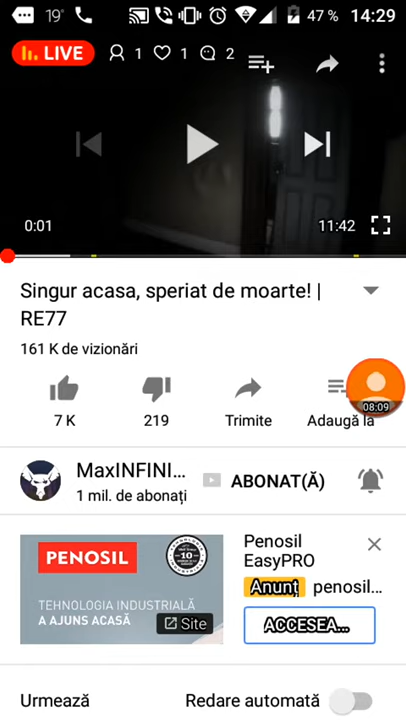 19° 47 % 14:29
LIVE 1 1 2
0:01 11:42
Singur acasa, speriat de moarte! |
RE77
161 K de vizionări
7 K 219 Trimite Adaugă la
08:09
MaxINFINI...
1 mil. de abonați
ABONAT(Ă)
PENOSIL
TEHNOLOGIA INDUSTRIALĂ
A AJUNS ACASĂ
Site
Penosil
EasyPRO
Anunț penosil...
ACCESEA...
Urmează Redare automată